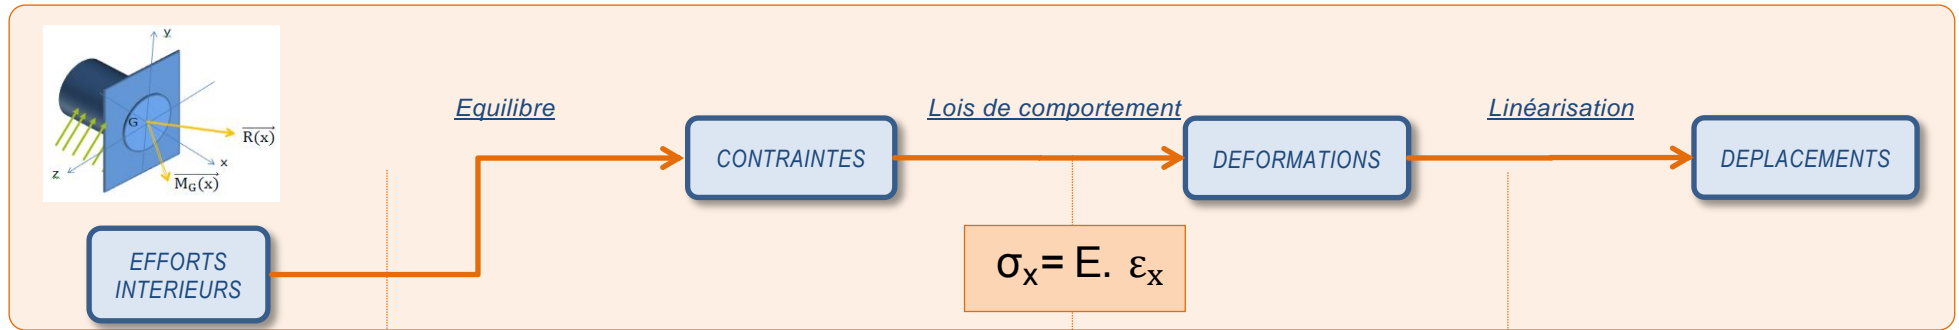 y
G
R(x)
x
z
M_G(x)
EFFORTS
INTERIEURS
Equilibre
CONTRAINTES
Lois de comportement
σₓ= E. εₓ
DEFORMATIONS
Linéarisation
DEPLACEMENTS